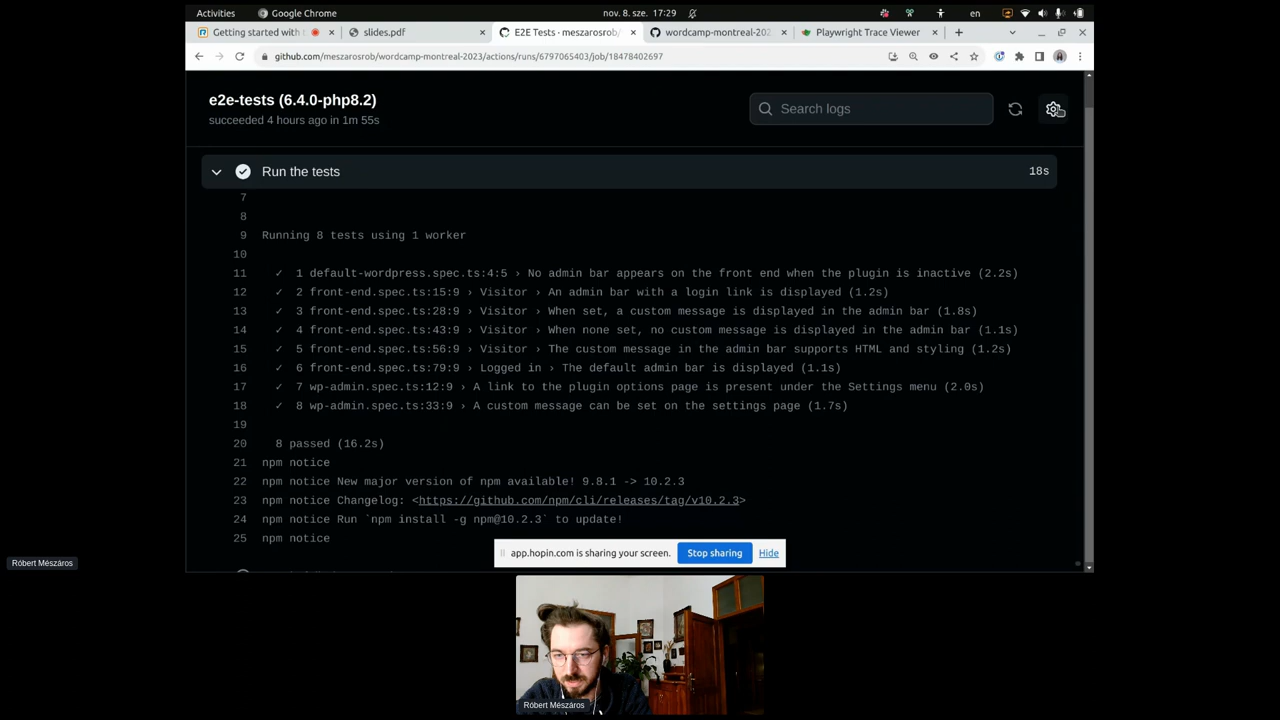 Activities
Google Chrome
nov. 8. sze. 17:29
en
Getting started with
slides.pdf
E2E Tests · meszarosrob/
wordcamp-montreal-202
Playwright Trace Viewer
github.com/meszarosrob/wordcamp-montreal-2023/actions/runs/6797065403/job/18478402697
e2e-tests (6.4.0-php8.2)
succeeded 4 hours ago in 1m 55s
Search logs
Run the tests
18s
7
8
9 Running 8 tests using 1 worker
10
11 ✓ 1 default-wordpress.spec.ts:4:5 › No admin bar appears on the front end when the plugin is inactive (2.2s)
12 ✓ 2 front-end.spec.ts:15:9 › Visitor › An admin bar with a login link is displayed (1.2s)
13 ✓ 3 front-end.spec.ts:28:9 › Visitor › When set, a custom message is displayed in the admin bar (1.8s)
14 ✓ 4 front-end.spec.ts:43:9 › Visitor › When none set, no custom message is displayed in the admin bar (1.1s)
15 ✓ 5 front-end.spec.ts:56:9 › Visitor › The custom message in the admin bar supports HTML and styling (1.2s)
16 ✓ 6 front-end.spec.ts:79:9 › Logged in › The default admin bar is displayed (1.1s)
17 ✓ 7 wp-admin.spec.ts:12:9 › A link to the plugin options page is present under the Settings menu (2.0s)
18 ✓ 8 wp-admin.spec.ts:33:9 › A custom message can be set on the settings page (1.7s)
19
20 8 passed (16.2s)
21 npm notice
22 npm notice New major version of npm available! 9.8.1 -> 10.2.3
23 npm notice Changelog: <https://github.com/npm/cli/releases/tag/v10.2.3>
24 npm notice Run `npm install -g npm@10.2.3` to update!
25 npm notice
app.hopin.com is sharing your screen.
Stop sharing
Hide
Róbert Mészáros
Róbert Mészáros